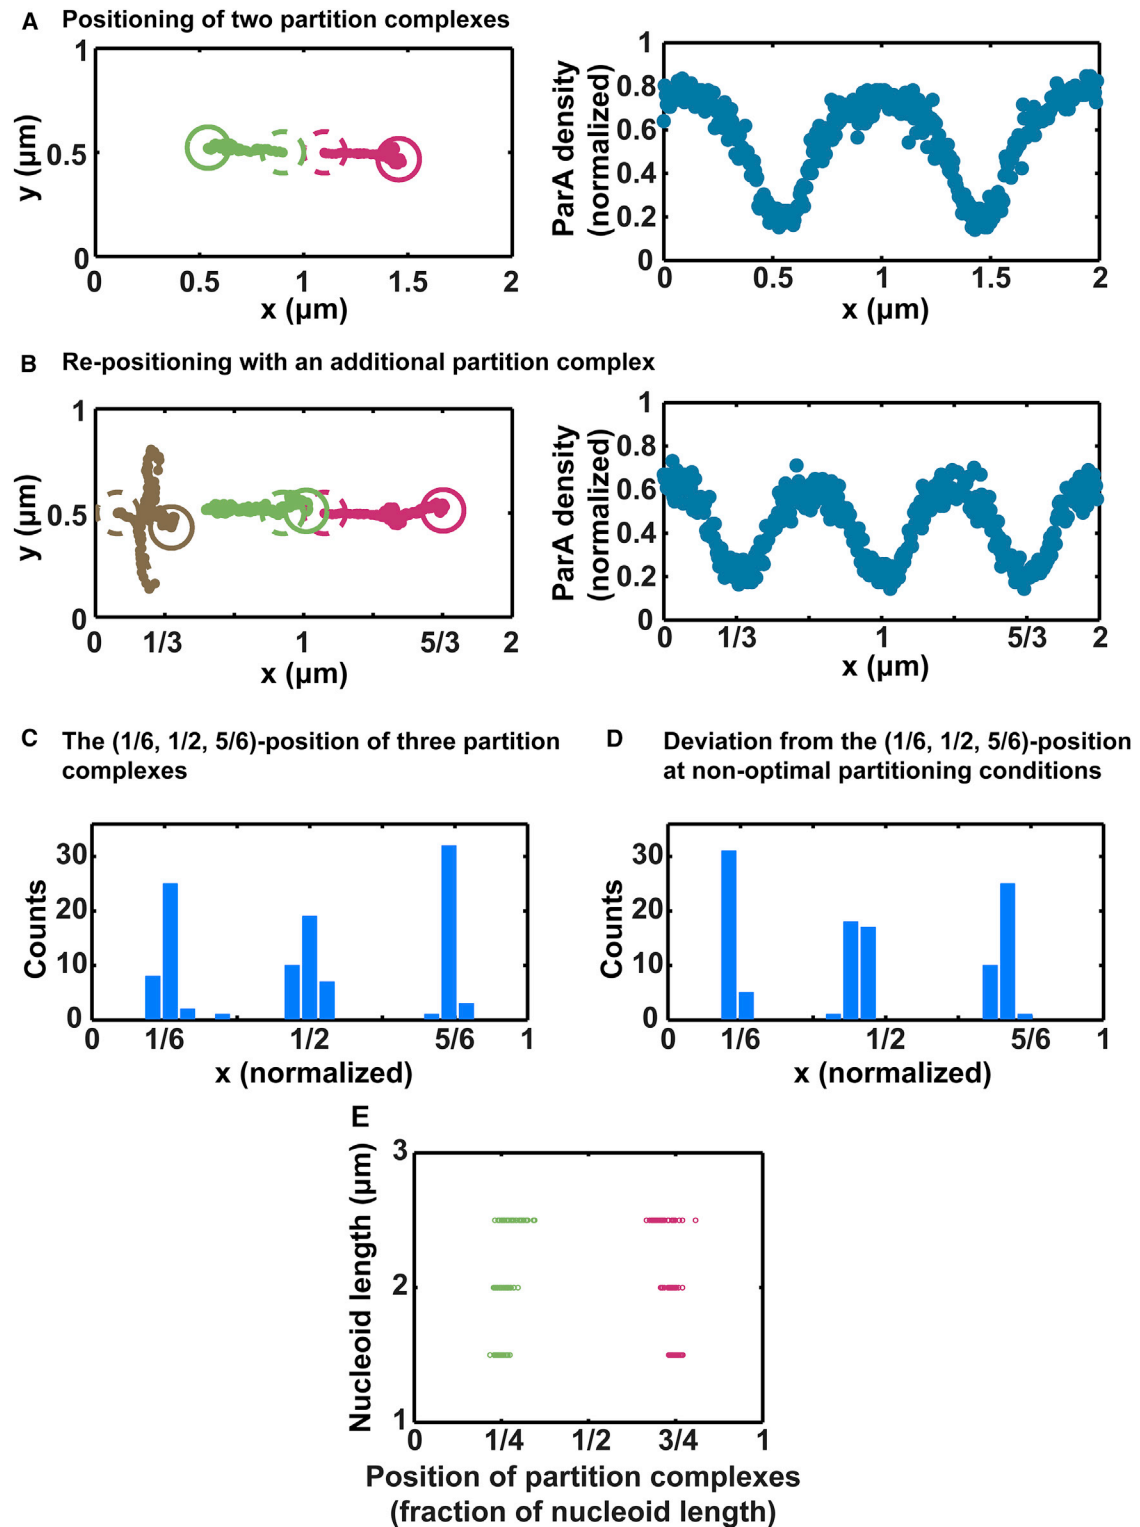 A Positioning of two partition complexes
1
0.5
0
y (µm)
0 0.5 1 1.5 2
x (µm)
1
0.8
0.6
0.4
0.2
0
ParA density
(normalized)
0 0.5 1 1.5 2
x (µm)
B Re-positioning with an additional partition complex
1
0.5
0
y (µm)
0 1/3 1 5/3 2
x (µm)
1
0.8
0.6
0.4
0.2
0
ParA density
(normalized)
0 1/3 1 5/3 2
x (µm)
C The (1/6, 1/2, 5/6)-position of three partition
complexes
30
20
10
0
Counts
0 1/6 1/2 5/6 1
x (normalized)
D Deviation from the (1/6, 1/2, 5/6)-position
at non-optimal partitioning conditions
30
20
10
0
Counts
0 1/6 1/2 5/6 1
x (normalized)
E
3
2
1
Nucleoid length (µm)
0 1/4 1/2 3/4 1
Position of partition complexes
(fraction of nucleoid length)